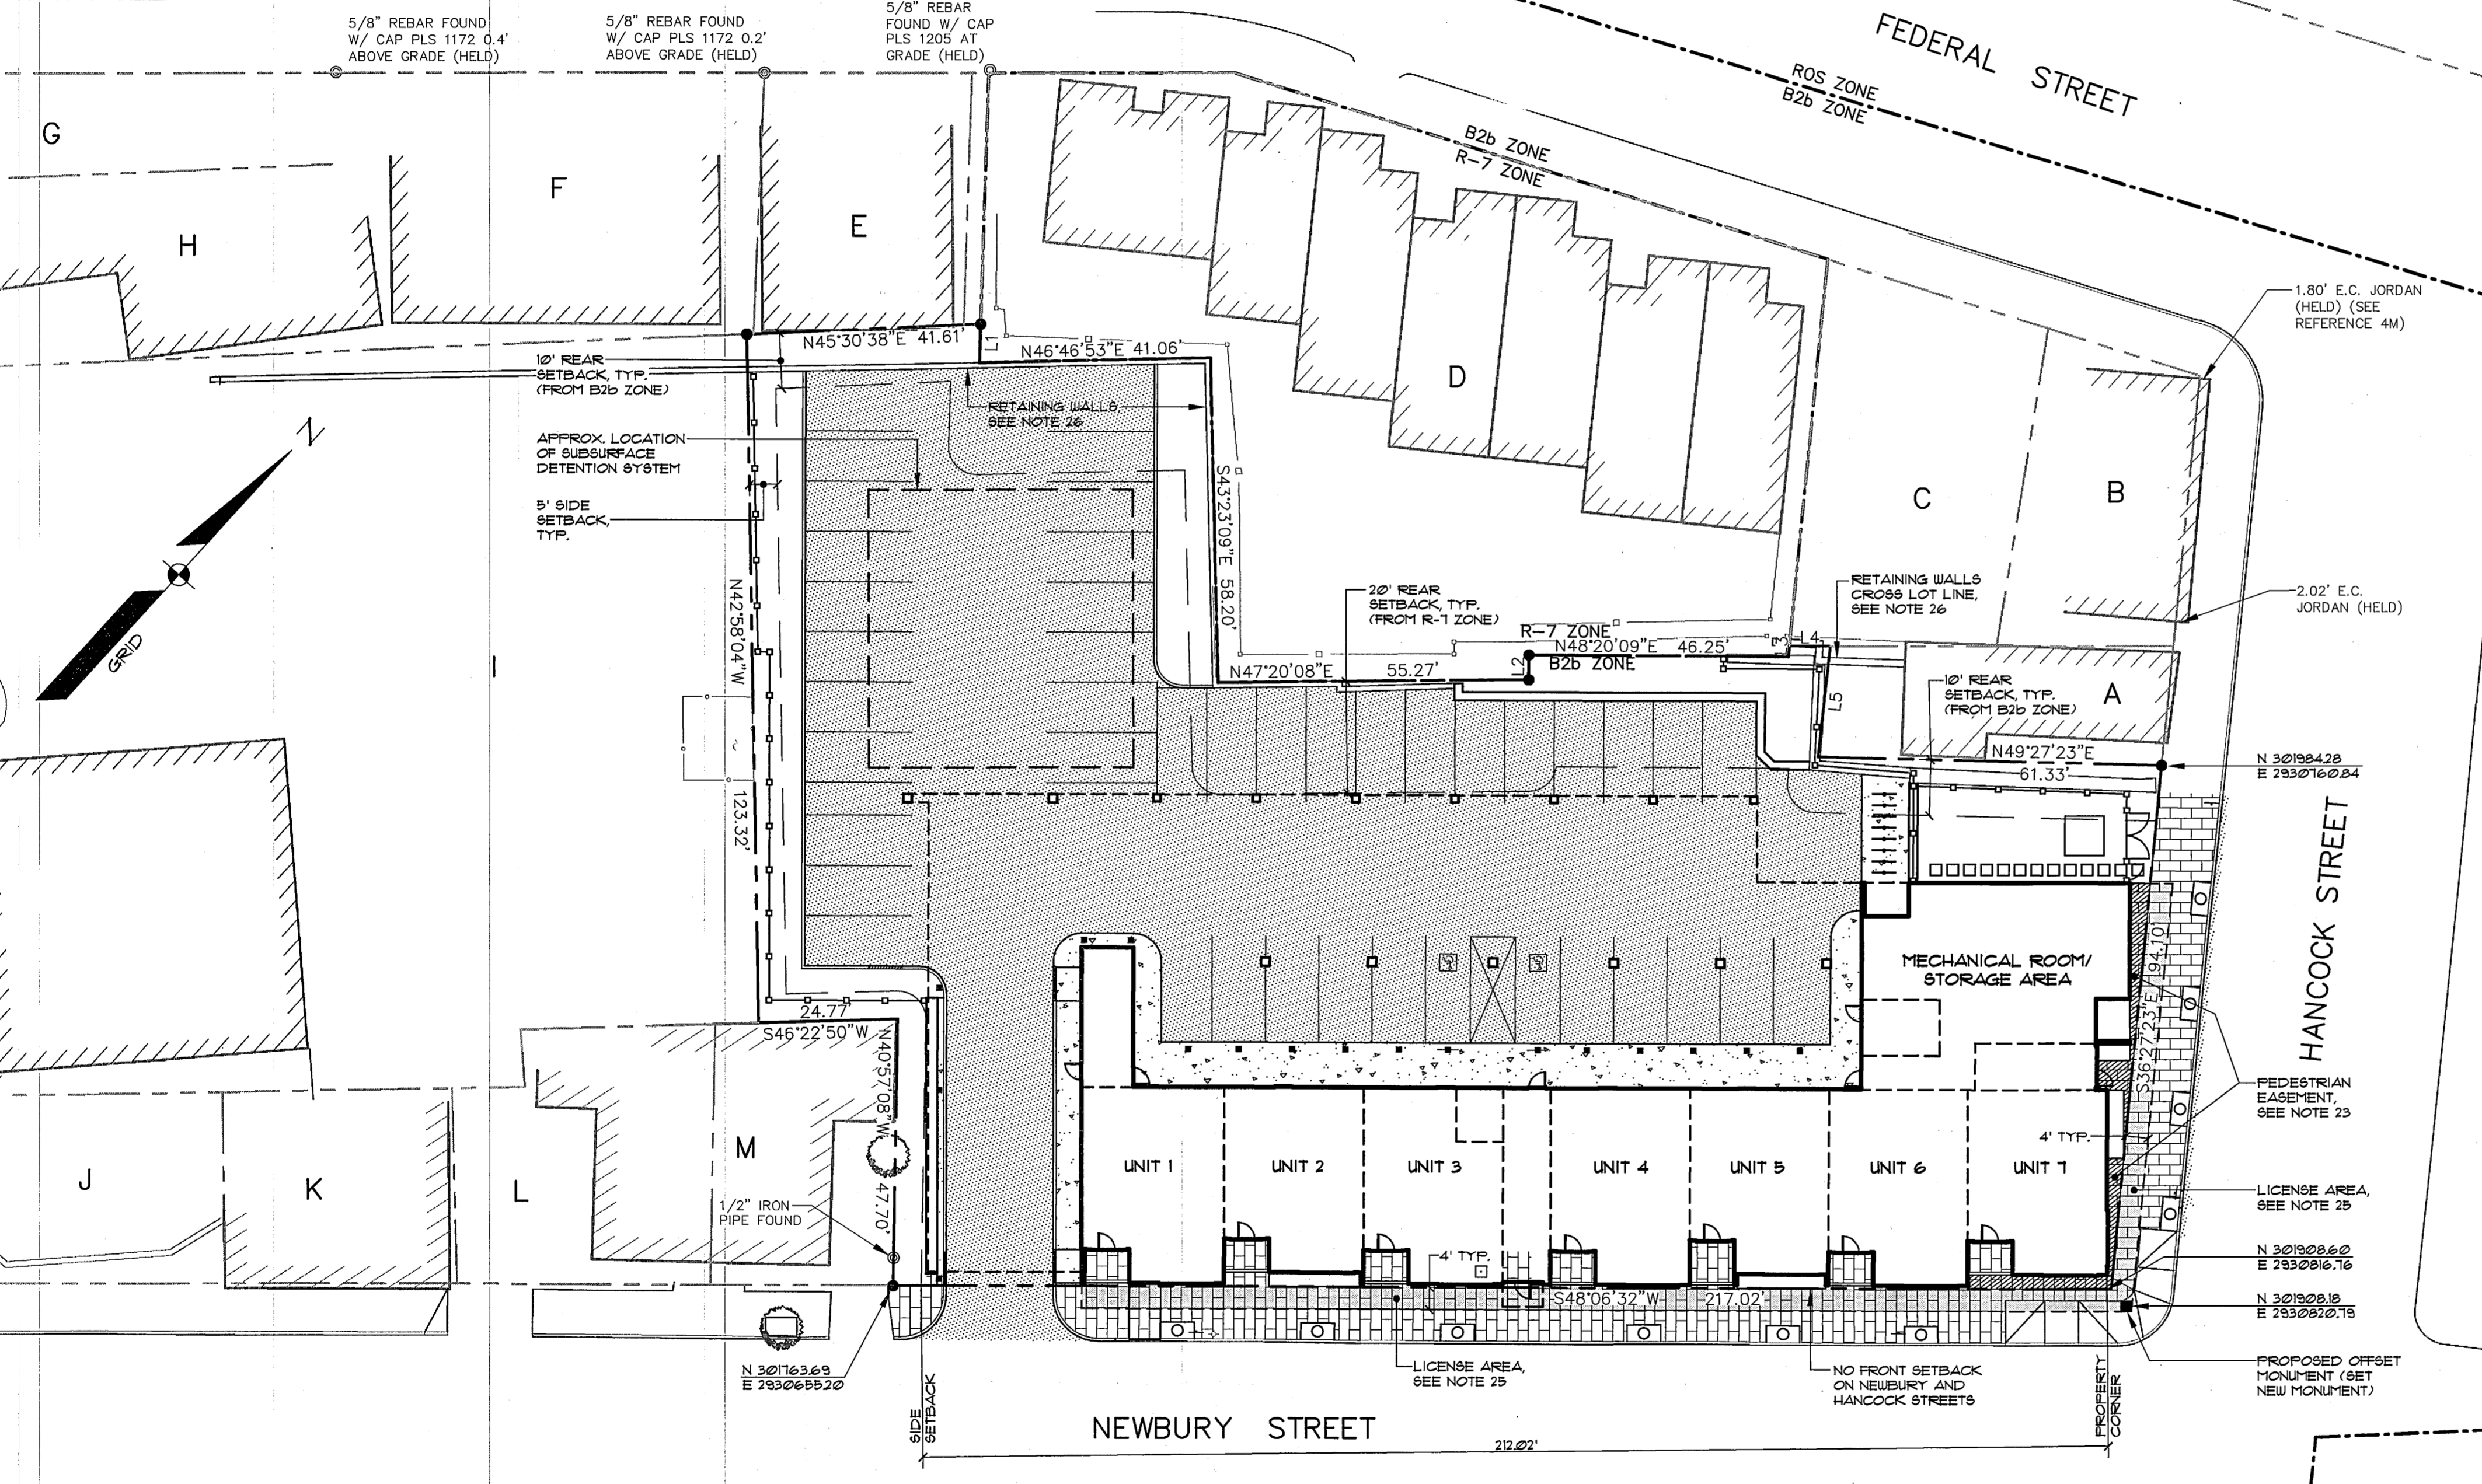 5/8" REBAR FOUND
W/ CAP PLS 1172 0.4'
ABOVE GRADE (HELD)
5/8" REBAR FOUND
W/ CAP PLS 1172 0.2'
ABOVE GRADE (HELD)
5/8" REBAR
FOUND W/ CAP
PLS 1205 AT
GRADE (HELD)
FEDERAL STREET
ROS ZONE
B2b ZONE
B2b ZONE
R-7 ZONE
G
H
F
E
D
C
B
A
1.80' E.C. JORDAN
(HELD) (SEE
REFERENCE 4M)
2.02' E.C.
JORDAN (HELD)
N45°30'38"E 41.61'
L1
N46°46'53"E 41.06'
10' REAR
SETBACK, TYP.
(FROM B2b ZONE)
RETAINING WALLS,
SEE NOTE 26
APPROX. LOCATION
OF SUBSURFACE
DETENTION SYSTEM
5' SIDE
SETBACK,
TYP.
N
GRID
I
S43°23'09"E 58.20'
N42°58'04"W
123.32'
20' REAR
SETBACK, TYP.
(FROM R-7 ZONE)
RETAINING WALLS
CROSS LOT LINE,
SEE NOTE 26
R-7 ZONE
N48°20'09"E 46.25'
B2b ZONE
L3
L4
L2
L5
N47°20'08"E 55.27'
10' REAR
SETBACK, TYP.
(FROM B2b ZONE)
N49°27'23"E
61.33'
N 301984.28
E 2930760.84
HANCOCK STREET
MECHANICAL ROOM/
STORAGE AREA
S36°27'23"E 94.10'
24.77'
S46°22'50"W
N40°57'08"W
47.70'
J
K
L
M
1/2" IRON
PIPE FOUND
UNIT 1
UNIT 2
UNIT 3
UNIT 4
UNIT 5
UNIT 6
UNIT 7
4' TYP.
4' TYP.
PEDESTRIAN
EASEMENT,
SEE NOTE 23
LICENSE AREA,
SEE NOTE 25
N 301908.60
E 2930816.76
N 301908.18
E 2930820.79
S48°06'32"W 217.02'
N 301763.69
E 2930655.20
LICENSE AREA,
SEE NOTE 25
NO FRONT SETBACK
ON NEWBURY AND
HANCOCK STREETS
PROPOSED OFFSET
MONUMENT (SET
NEW MONUMENT)
SIDE
SETBACK
PROPERTY
CORNER
NEWBURY STREET
212.02'